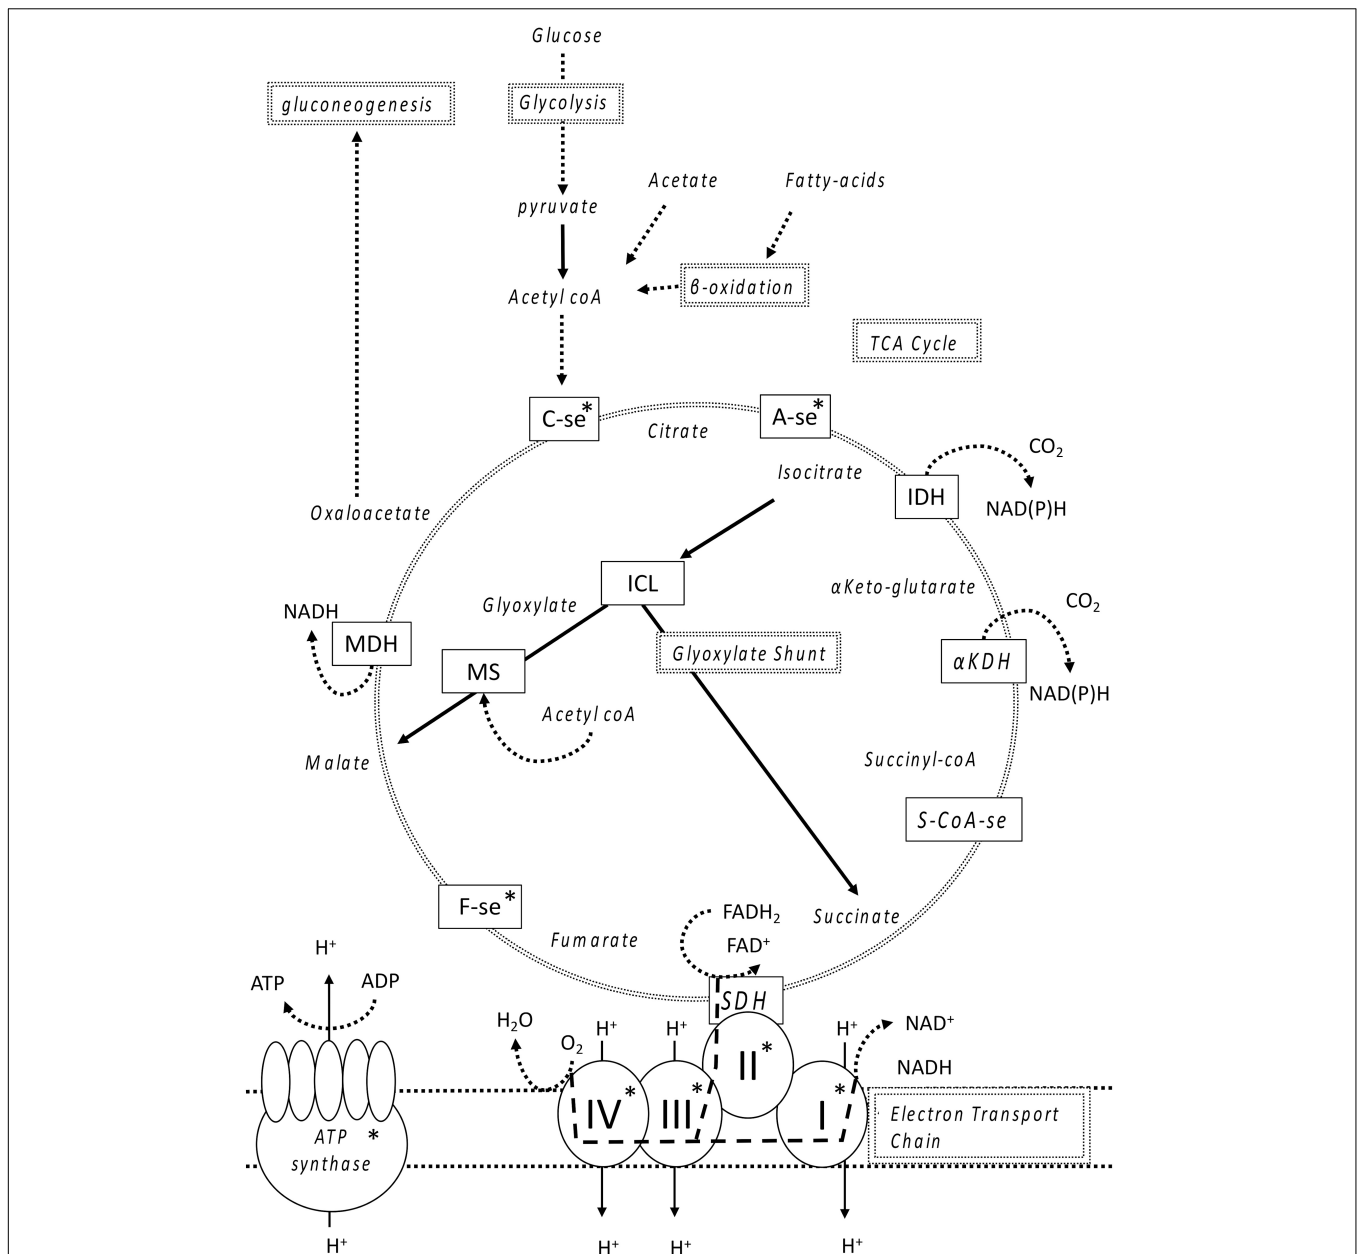 Glucose
gluconeogenesis
Glycolysis
Acetate
Fatty-acids
pyruvate
β-oxidation
Acetyl coA
TCA Cycle
C-se*
A-se*
Citrate
CO₂
Isocitrate
IDH
NAD(P)H
Oxaloacetate
ICL
αKeto-glutarate
CO₂
Glyoxylate
NADH
MDH
Glyoxylate Shunt
αKDH
MS
NAD(P)H
Acetyl coA
Malate
Succinyl-coA
S-CoA-se
F-se*
FADH₂
Succinate
Fumarate
FAD⁺
H⁺
ATP
ADP
SDH
H₂O
O₂
H⁺
H⁺
H⁺
NAD⁺
NADH
II*
IV*
III*
I*
Electron Transport
Chain
ATP *
synthase
H⁺
H⁺
H⁺
H⁺